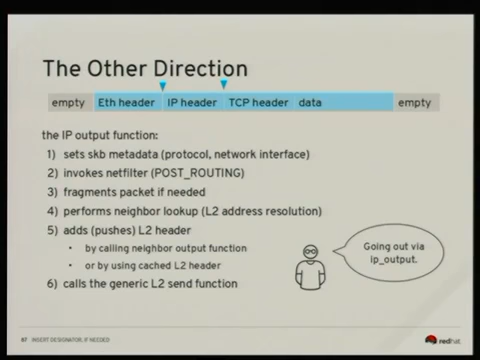 The Other Direction
empty Eth header IP header TCP header data empty
the IP output function:
1) sets skb metadata (protocol, network interface)
2) invokes netfilter (POST_ROUTING)
3) fragments packet if needed
4) performs neighbor lookup (L2 address resolution)
5) adds (pushes) L2 header
• by calling neighbor output function
• or by using cached L2 header
6) calls the generic L2 send function
Going out via
ip_output.
87 INSERT DESIGNATOR, IF NEEDED
redhat